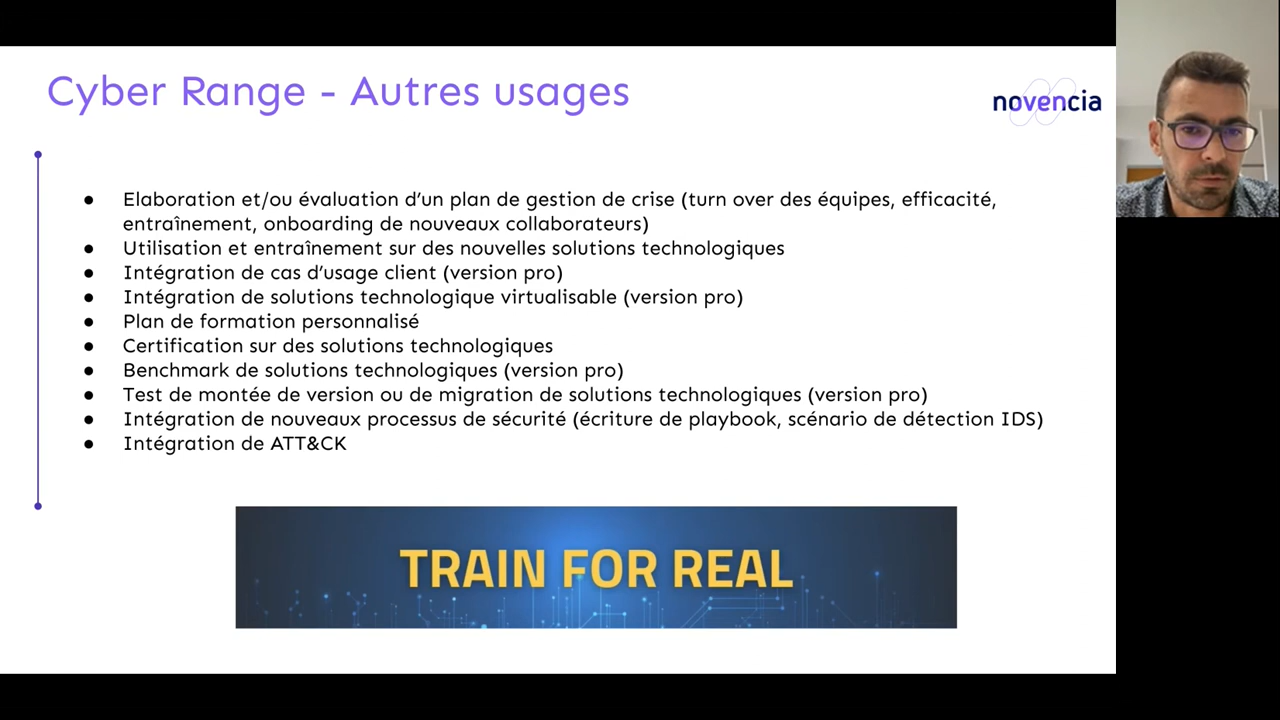 Cyber Range - Autres usages
novencia
● Elaboration et/ou évaluation d'un plan de gestion de crise (turn over des équipes, efficacité,
entraînement, onboarding de nouveaux collaborateurs)
● Utilisation et entraînement sur des nouvelles solutions technologiques
● Intégration de cas d'usage client (version pro)
● Intégration de solutions technologique virtualisable (version pro)
● Plan de formation personnalisé
● Certification sur des solutions technologiques
● Benchmark de solutions technologiques (version pro)
● Test de montée de version ou de migration de solutions technologiques (version pro)
● Intégration de nouveaux processus de sécurité (écriture de playbook, scénario de détection IDS)
● Intégration de ATT&CK
TRAIN FOR REAL